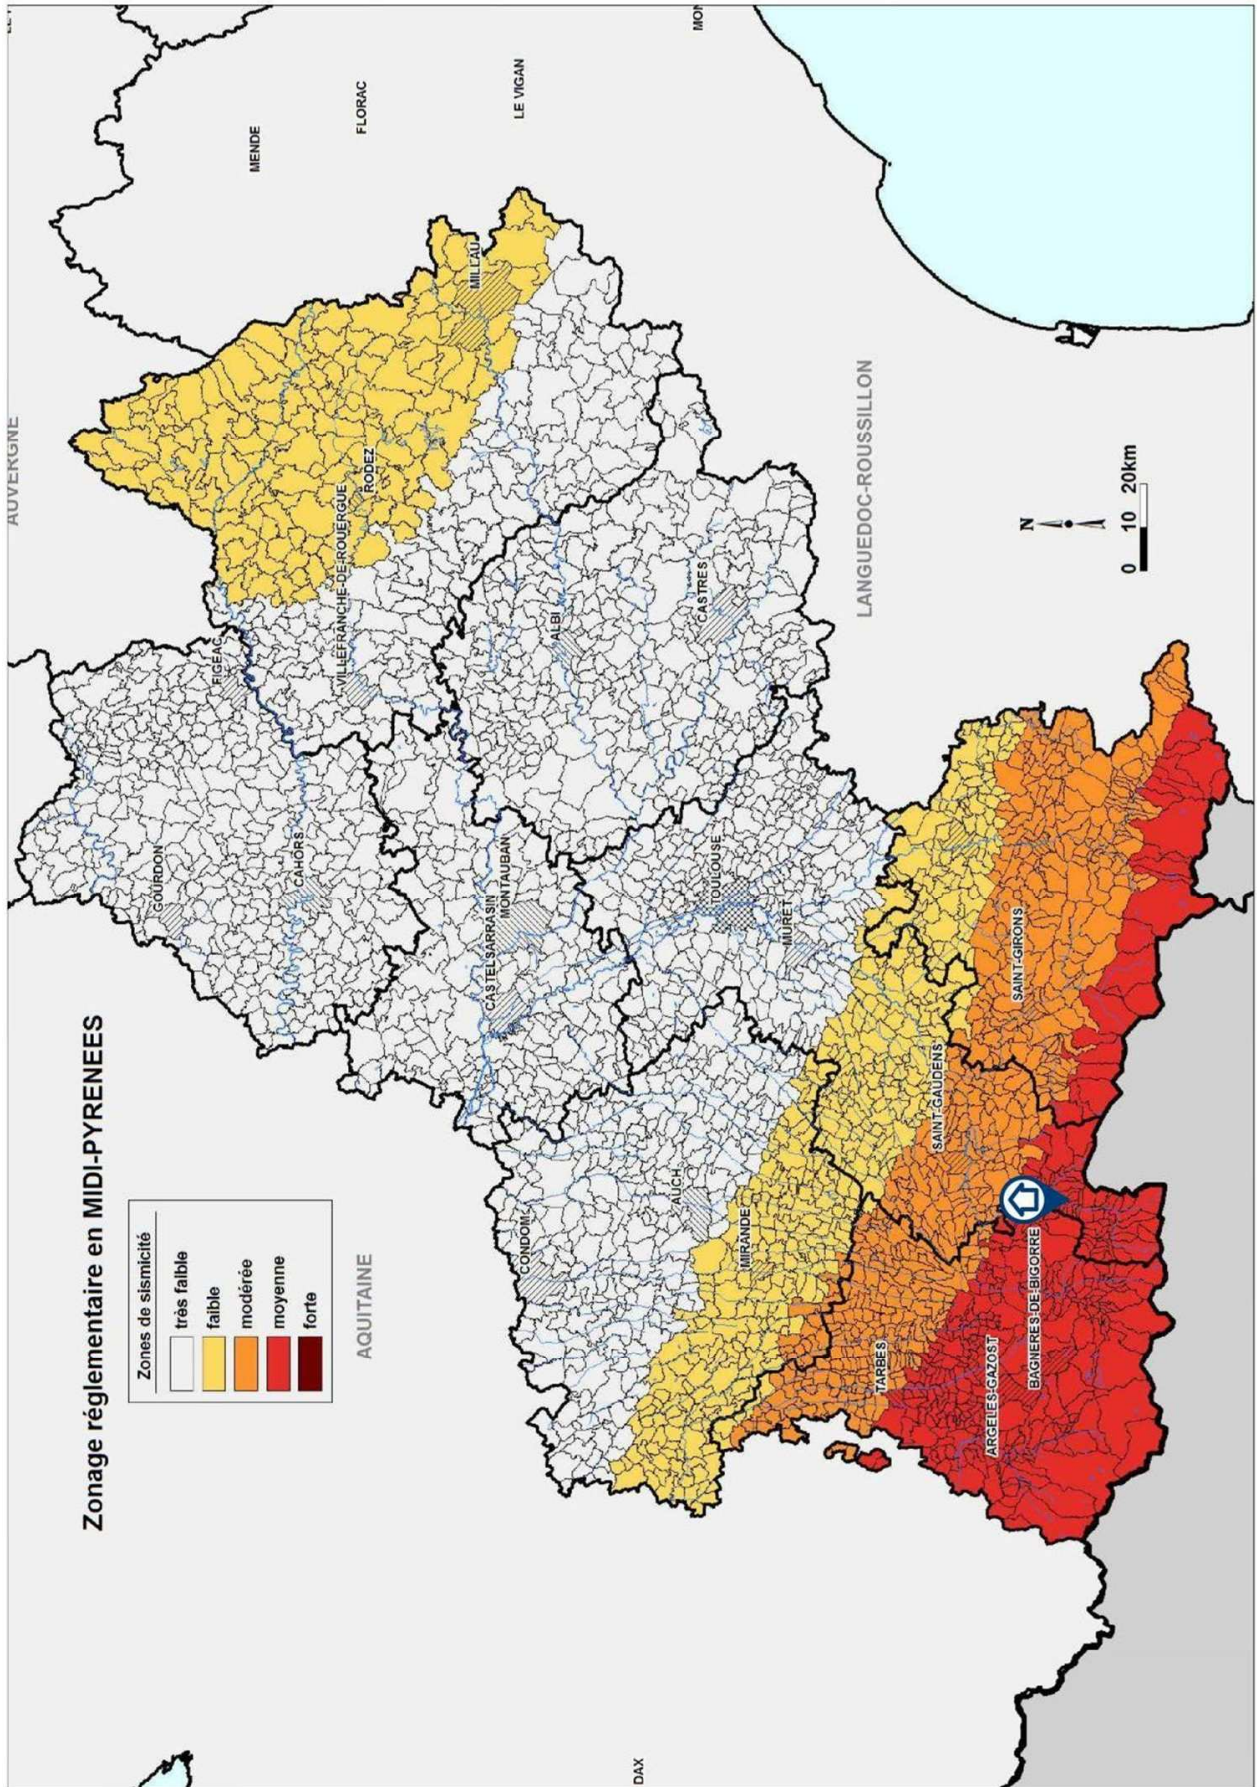 Zonage réglementaire en MIDI-PYRENEES
Zones de sismicité
très faible
faible
modérée
moyenne
forte
AUVERGNE
AQUITAINE
LANGUEDOC-ROUSSILLON
MENDE
FLORAC
LE VIGAN
MON
DAX
GOURDON
FIGEAC
CAHORS
VILLEFRANCHE-DE-ROUERGUE
RODEZ
MILLAU
CASTELSARRASIN
MONTAUBAN
ALBI
CASTRES
CONDOM
AUCH
MIRANDE
TOULOUSE
MURET
TARBES
SAINT-GAUDENS
SAINT-GIRONS
ARGELES-GAZOST
BAGNERES-DE-BIGORRE
N
0 10 20km